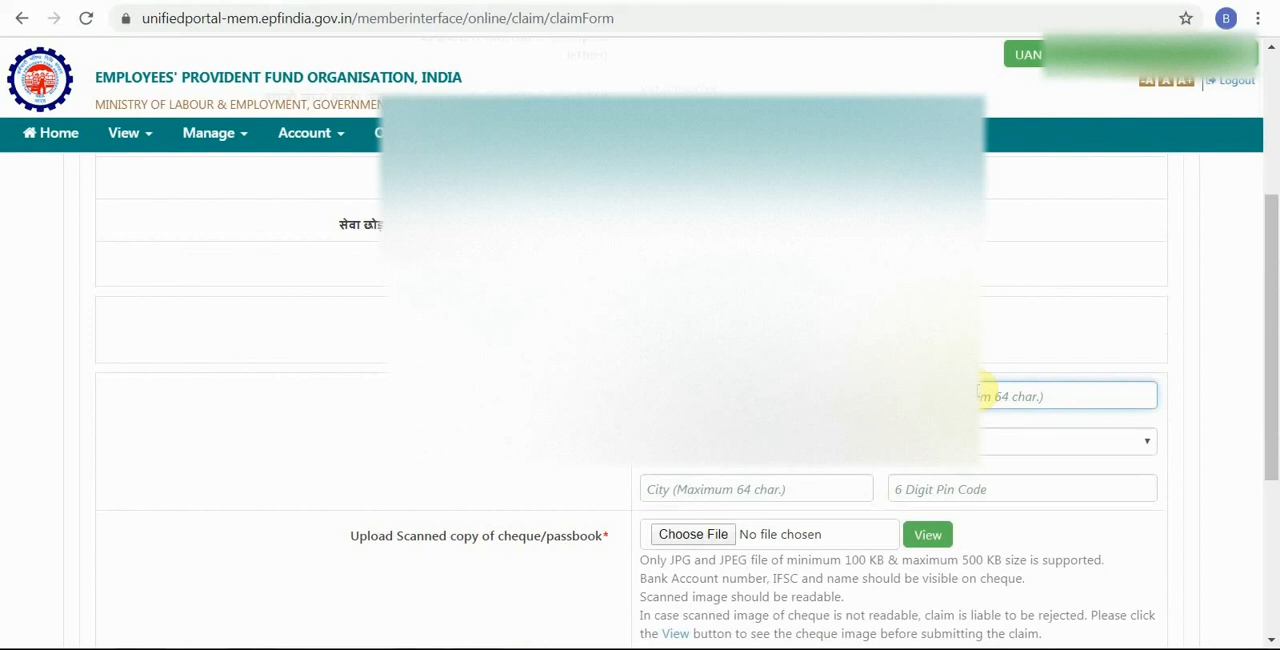 unifiedportal-mem.epfindia.gov.in/memberinterface/online/claim/claimForm
B
UAN
EMPLOYEES' PROVIDENT FUND ORGANISATION, INDIA
-A A A+ Logout
MINISTRY OF LABOUR & EMPLOYMENT, GOVERNMEN
Home View Manage Account
सेवा छोड़
m 64 char.)
City (Maximum 64 char.) 6 Digit Pin Code
Upload Scanned copy of cheque/passbook* Choose File No file chosen View
Only JPG and JPEG file of minimum 100 KB & maximum 500 KB size is supported.
Bank Account number, IFSC and name should be visible on cheque.
Scanned image should be readable.
In case scanned image of cheque is not readable, claim is liable to be rejected. Please click
the View button to see the cheque image before submitting the claim.